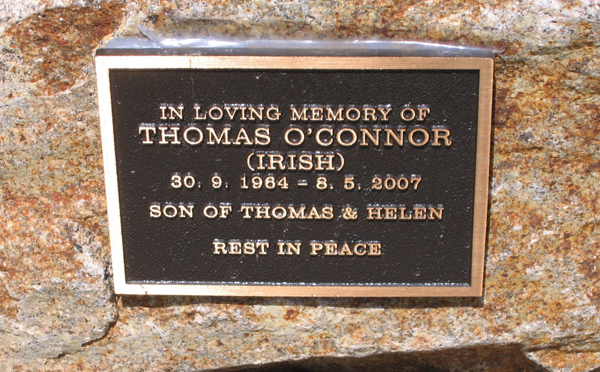 IN LOVING MEMORY OF
THOMAS O'CONNOR
(IRISH)
30. 9. 1964 - 8. 5. 2007
SON OF THOMAS & HELEN
REST IN PEACE